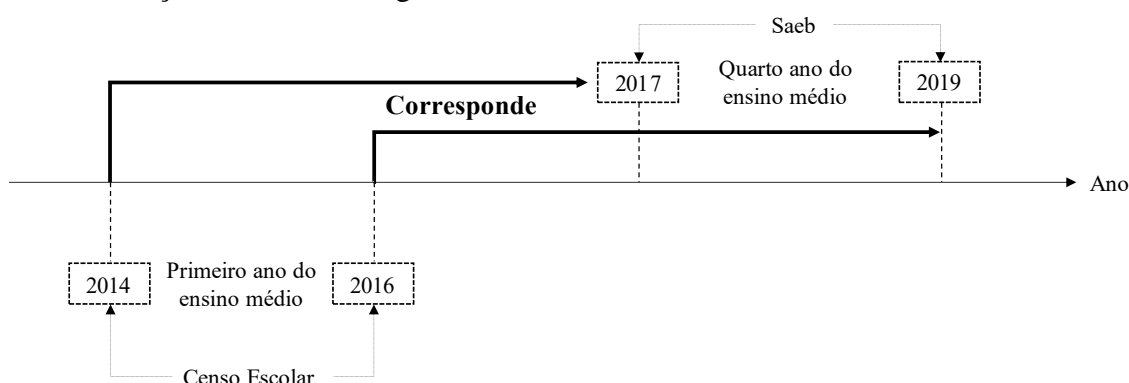 Saeb
2017
Quarto ano do
ensino médio
2019
Corresponde
Ano
2014
Primeiro ano do
ensino médio
2016
Censo Escolar